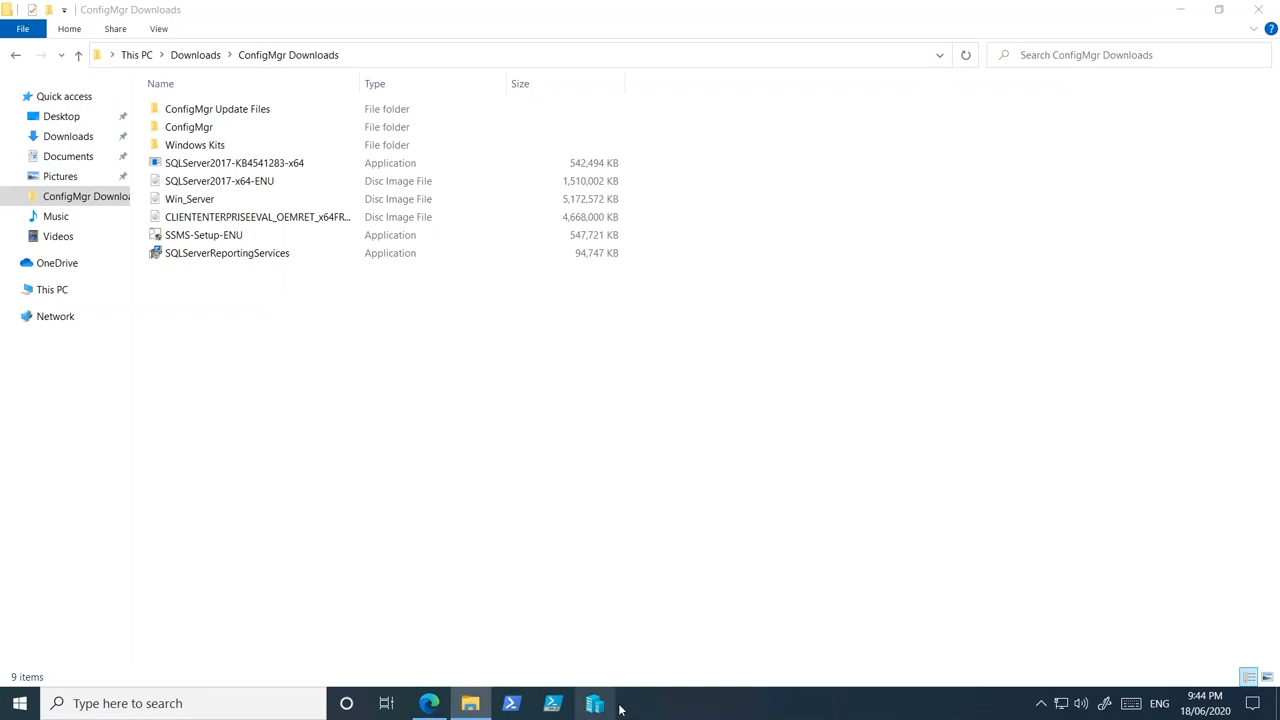 ConfigMgr Downloads
File Home Share View
This PC Downloads ConfigMgr Downloads Search ConfigMgr Downloads
Name Type Size
Quick access
Desktop
Downloads
Documents
Pictures
ConfigMgr Downloa
Music
Videos
OneDrive
This PC
Network
ConfigMgr Update Files File folder
ConfigMgr File folder
Windows Kits File folder
SQLServer2017-KB4541283-x64 Application 542,494 KB
SQLServer2017-x64-ENU Disc Image File 1,510,002 KB
Win_Server Disc Image File 5,172,572 KB
CLIENTENTERPRISEEVAL_OEMRET_x64FR... Disc Image File 4,668,000 KB
SSMS-Setup-ENU Application 547,721 KB
SQLServerReportingServices Application 94,747 KB
9 items
Type here to search
ENG
9:44 PM
18/06/2020